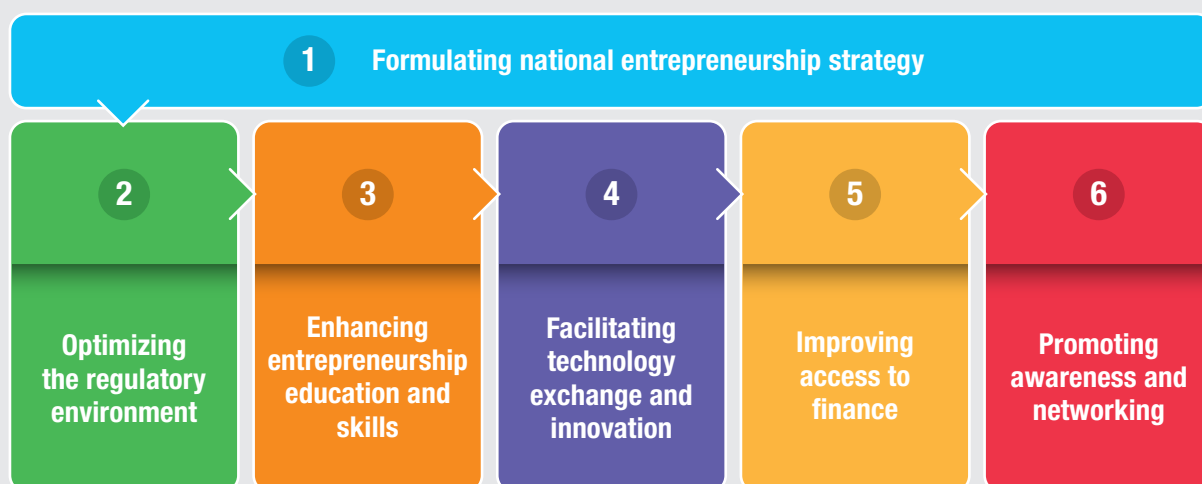 1 Formulating national entrepreneurship strategy
2
Optimizing
the regulatory
environment
3
Enhancing
entrepreneurship
education and
skills
4
Facilitating
technology
exchange and
innovation
5
Improving
access to
finance
6
Promoting
awareness and
networking